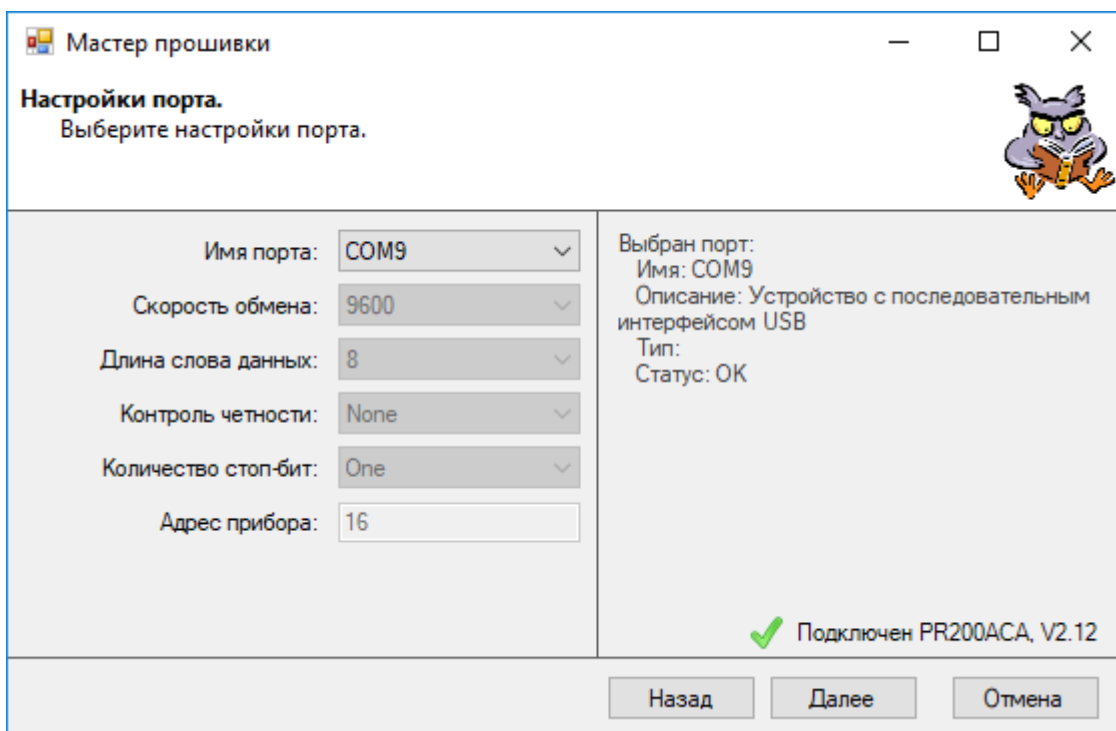 Мастер прошивки
Настройки порта.
Выберите настройки порта.
Имя порта: COM9
Скорость обмена: 9600
Длина слова данных: 8
Контроль четности: None
Количество стоп-бит: One
Адрес прибора: 16
Выбран порт:
Имя: COM9
Описание: Устройство с последовательным
интерфейсом USB
Тип:
Статус: OK
Подключен PR200ACA, V2.12
Назад Далее Отмена